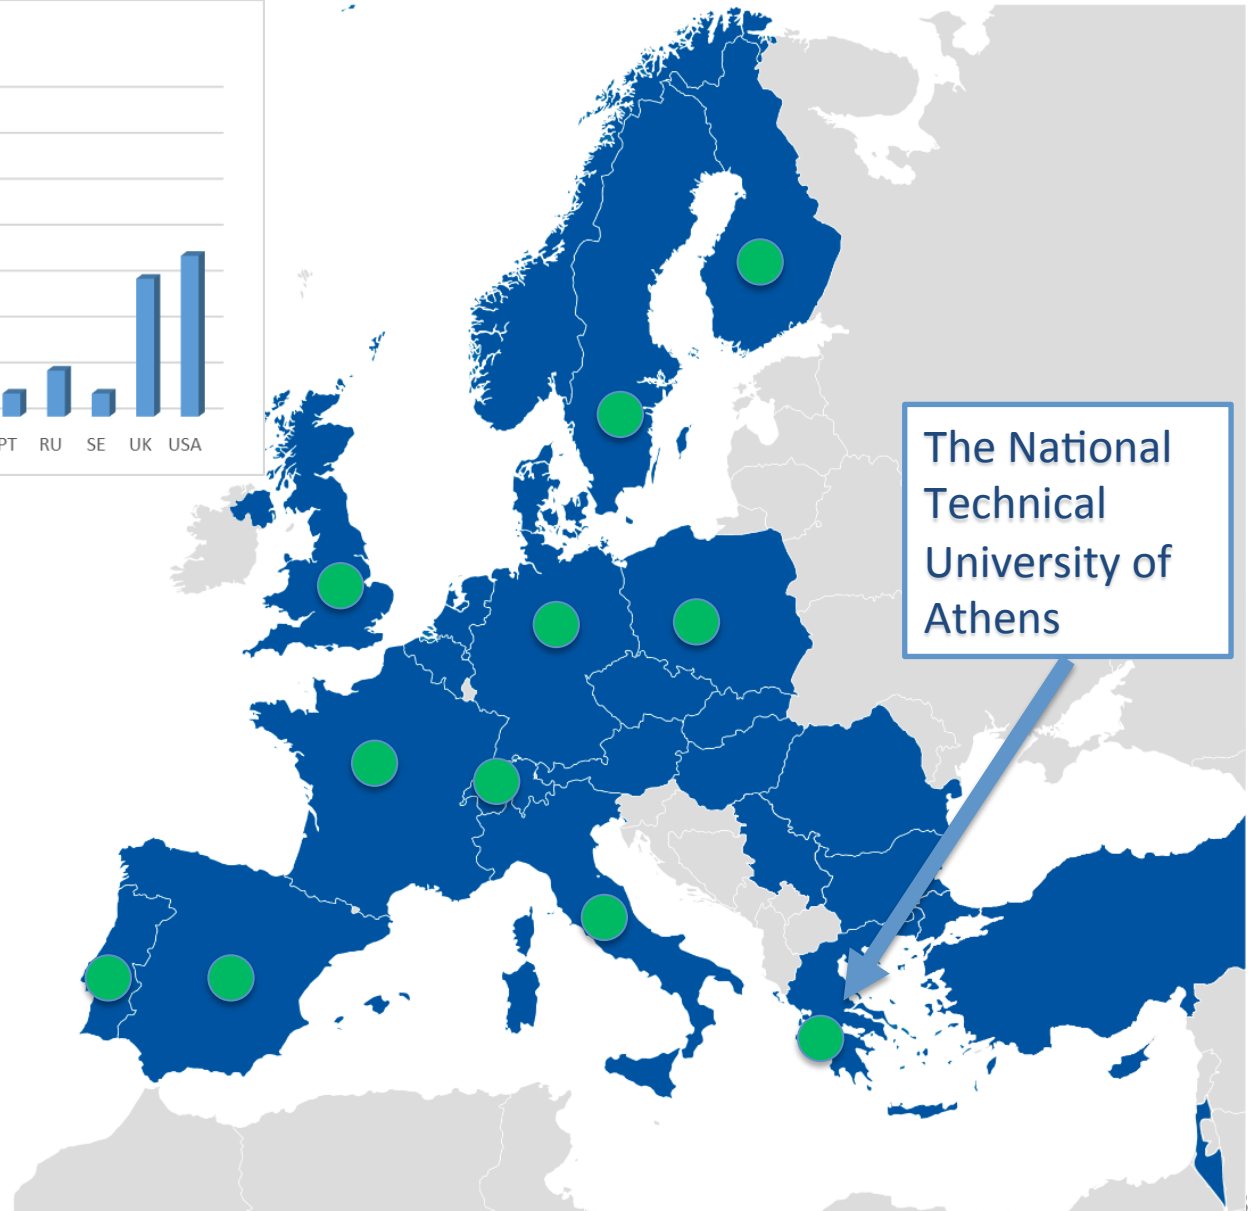 PT RU SE UK USA
The National
Technical
University of
Athens